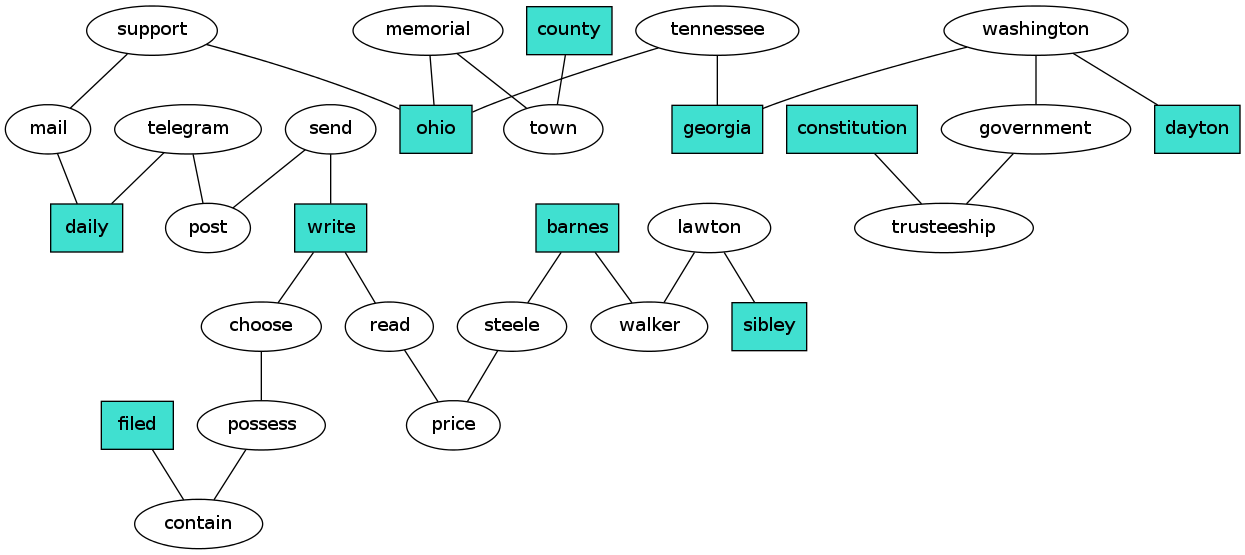 support
memorial
county
tennessee
washington
mail
telegram
send
ohio
town
georgia
constitution
government
dayton
daily
post
write
barnes
lawton
trusteeship
choose
read
steele
walker
sibley
filed
possess
price
contain